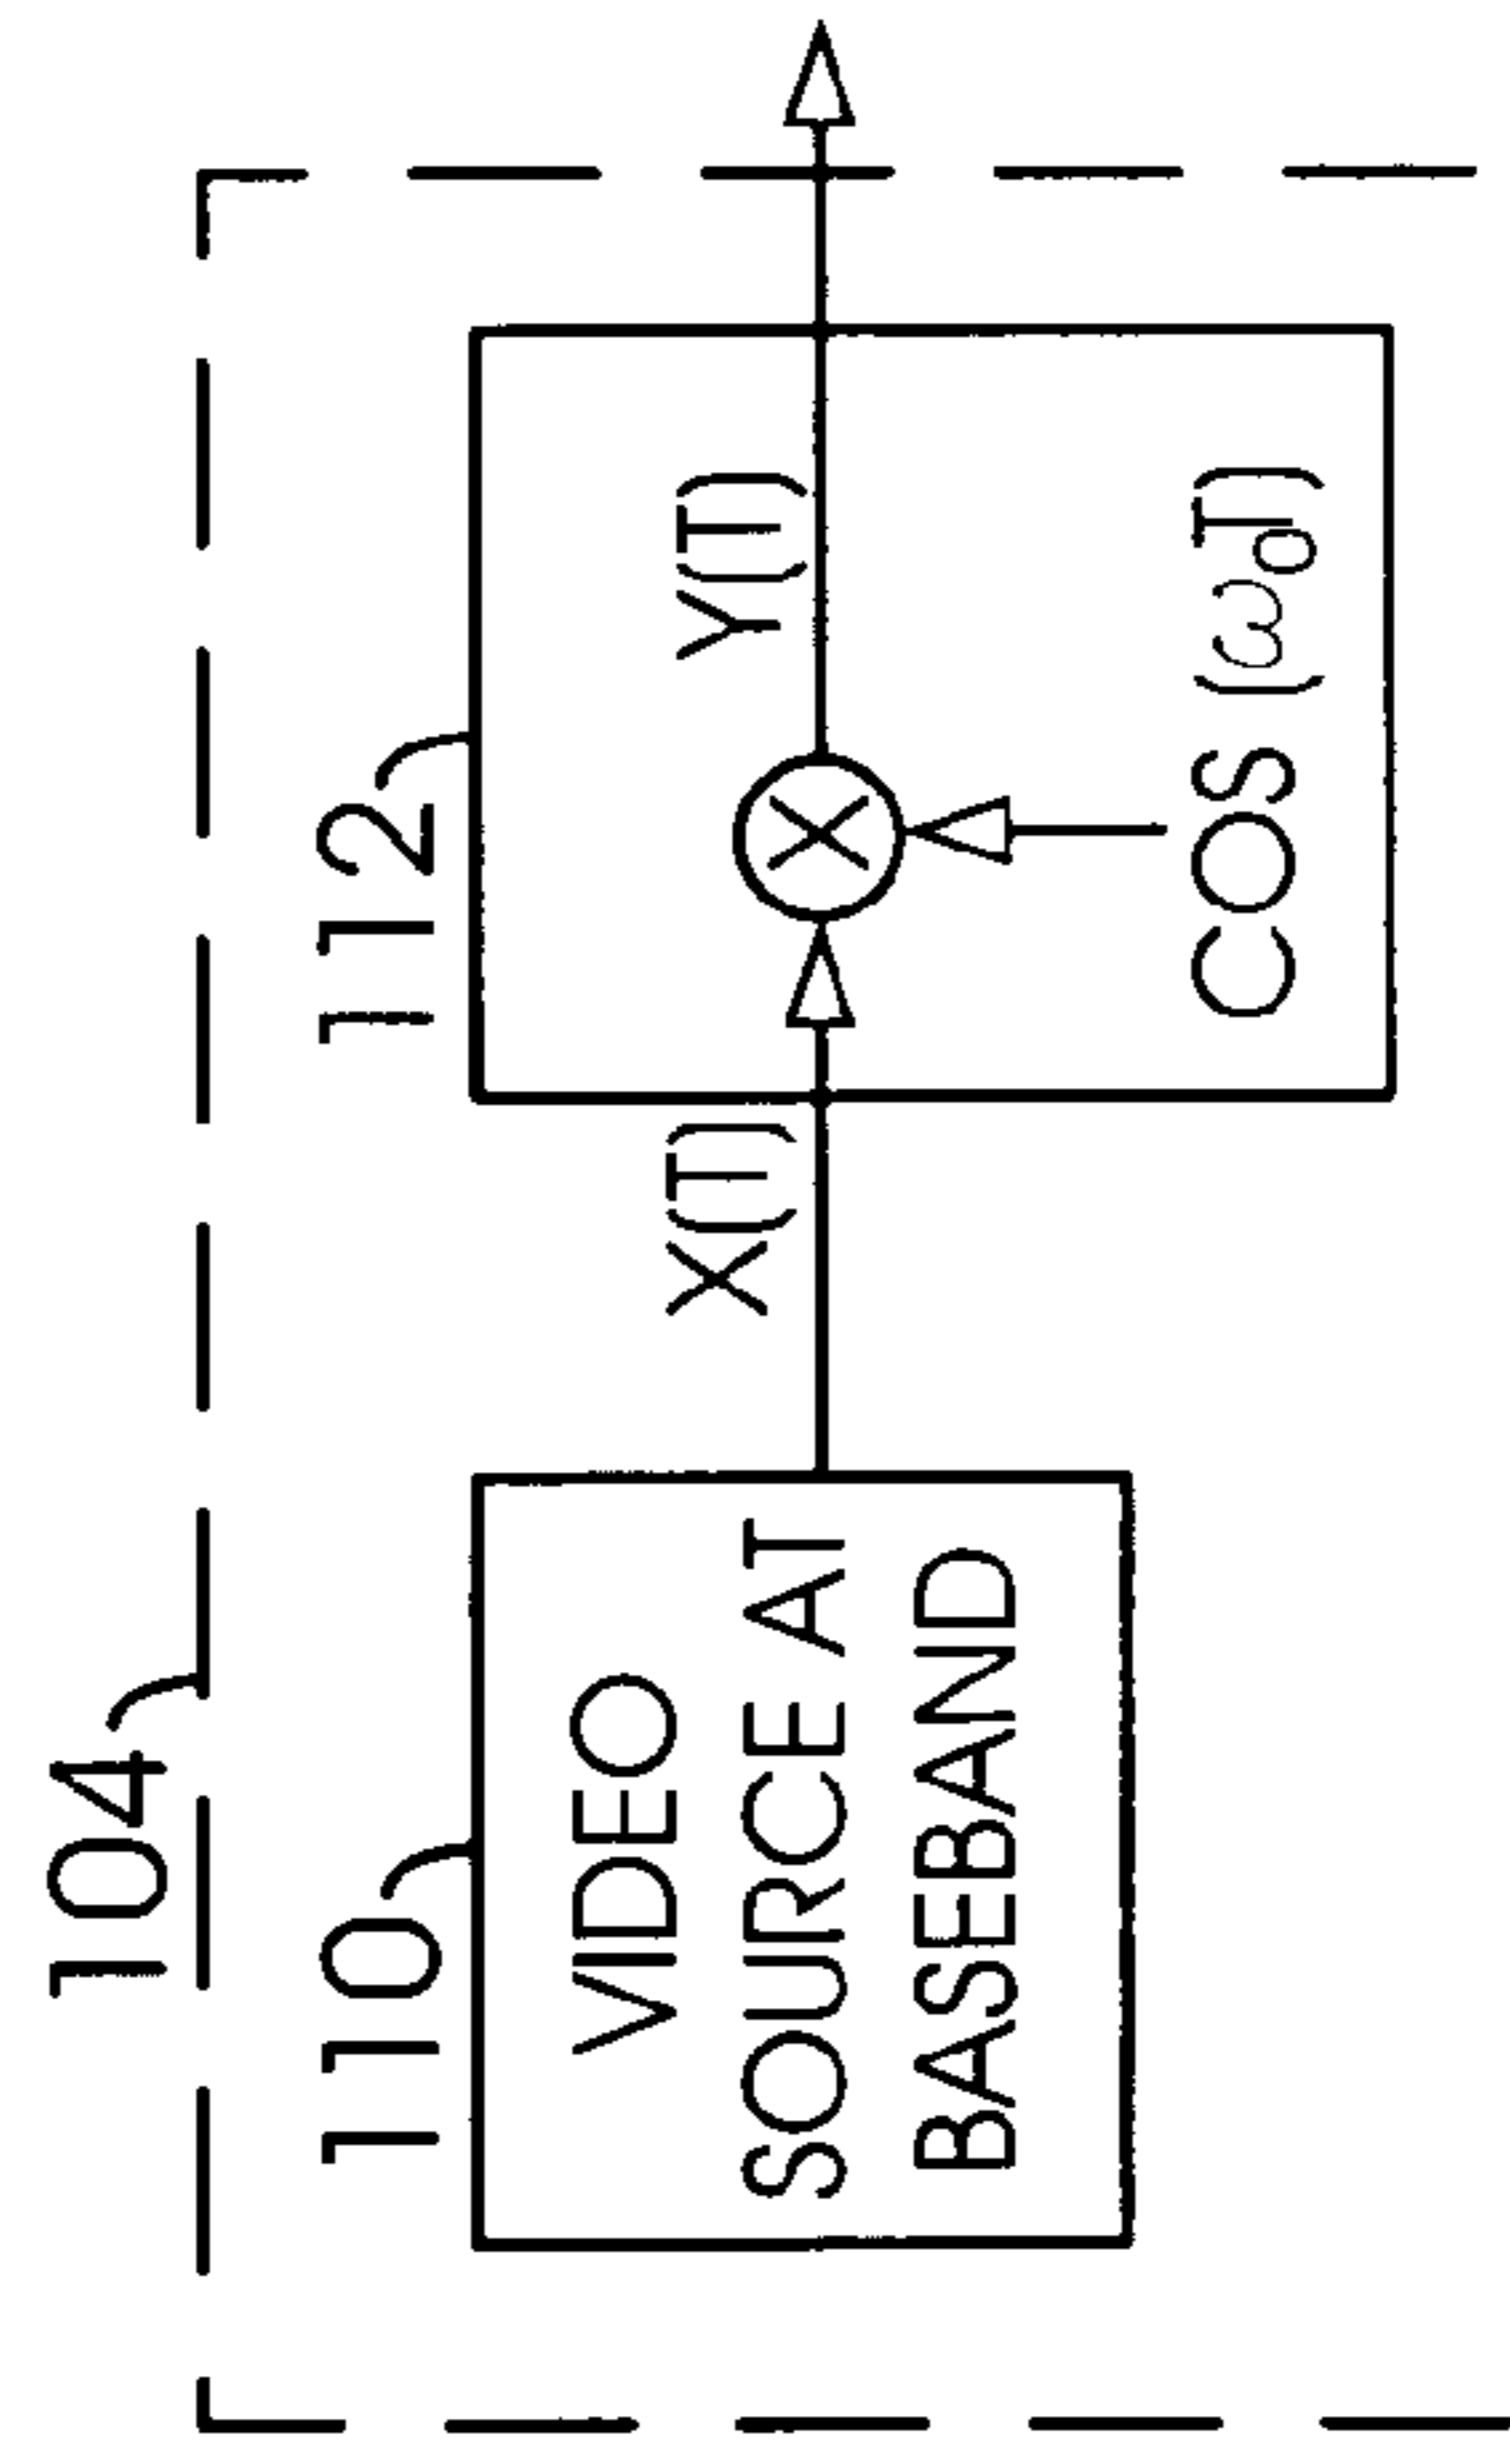 104
110
VIDEO
SOURCE AT
BASEBAND
X(T)
112
Y(T)
COS (ω₀T)